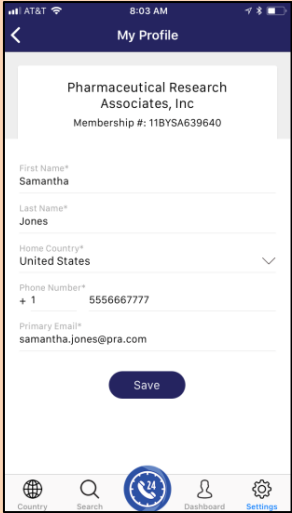 AT&T 8:03 AM
My Profile
Pharmaceutical Research
Associates, Inc
Membership #: 11BYSA639640
First Name*
Samantha
Last Name*
Jones
Home Country*
United States
Phone Number*
+ 1 5556667777
Primary Email*
samantha.jones@pra.com
Save
24
Country Search Dashboard Settings